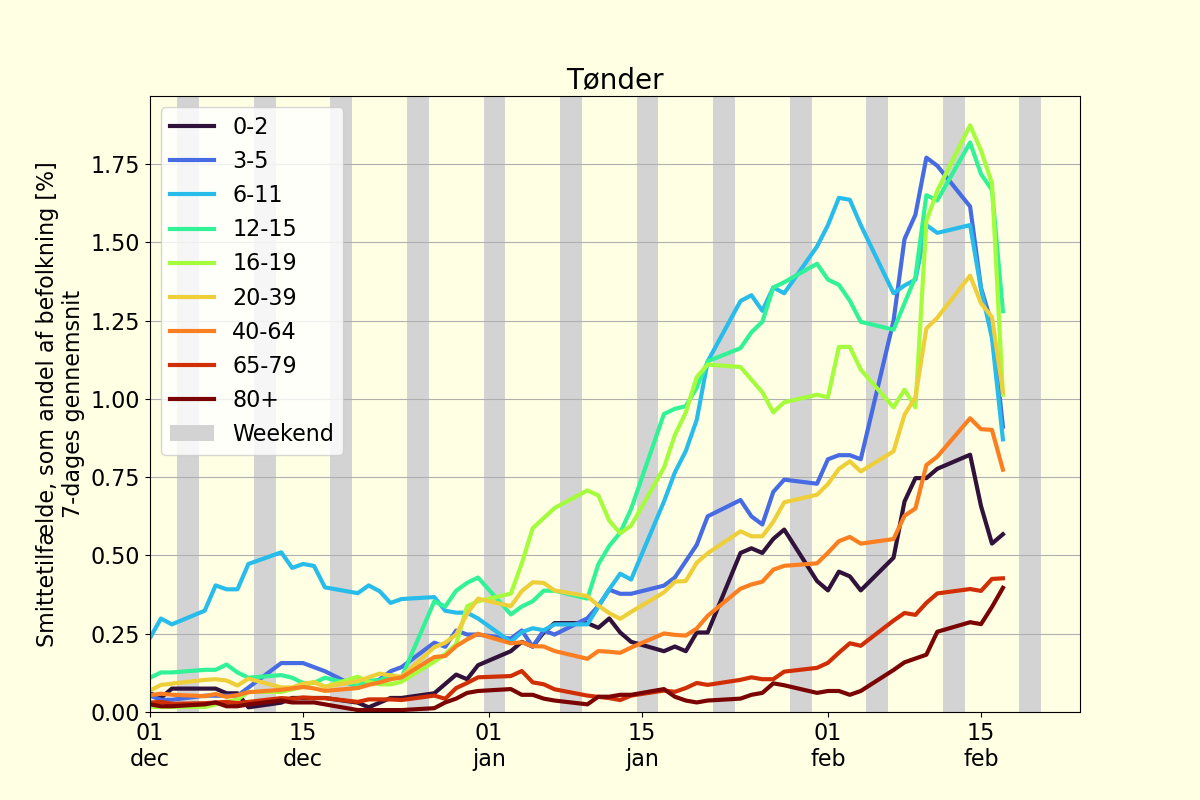 Tønder
Smittetilfælde, som andel af befolkning [%]
7-dages gennemsnit
1.75
1.50
1.25
1.00
0.75
0.50
0.25
0.00
0-2
3-5
6-11
12-15
16-19
20-39
40-64
65-79
80+
Weekend
01 15 01 15 01 15
dec dec jan jan feb feb